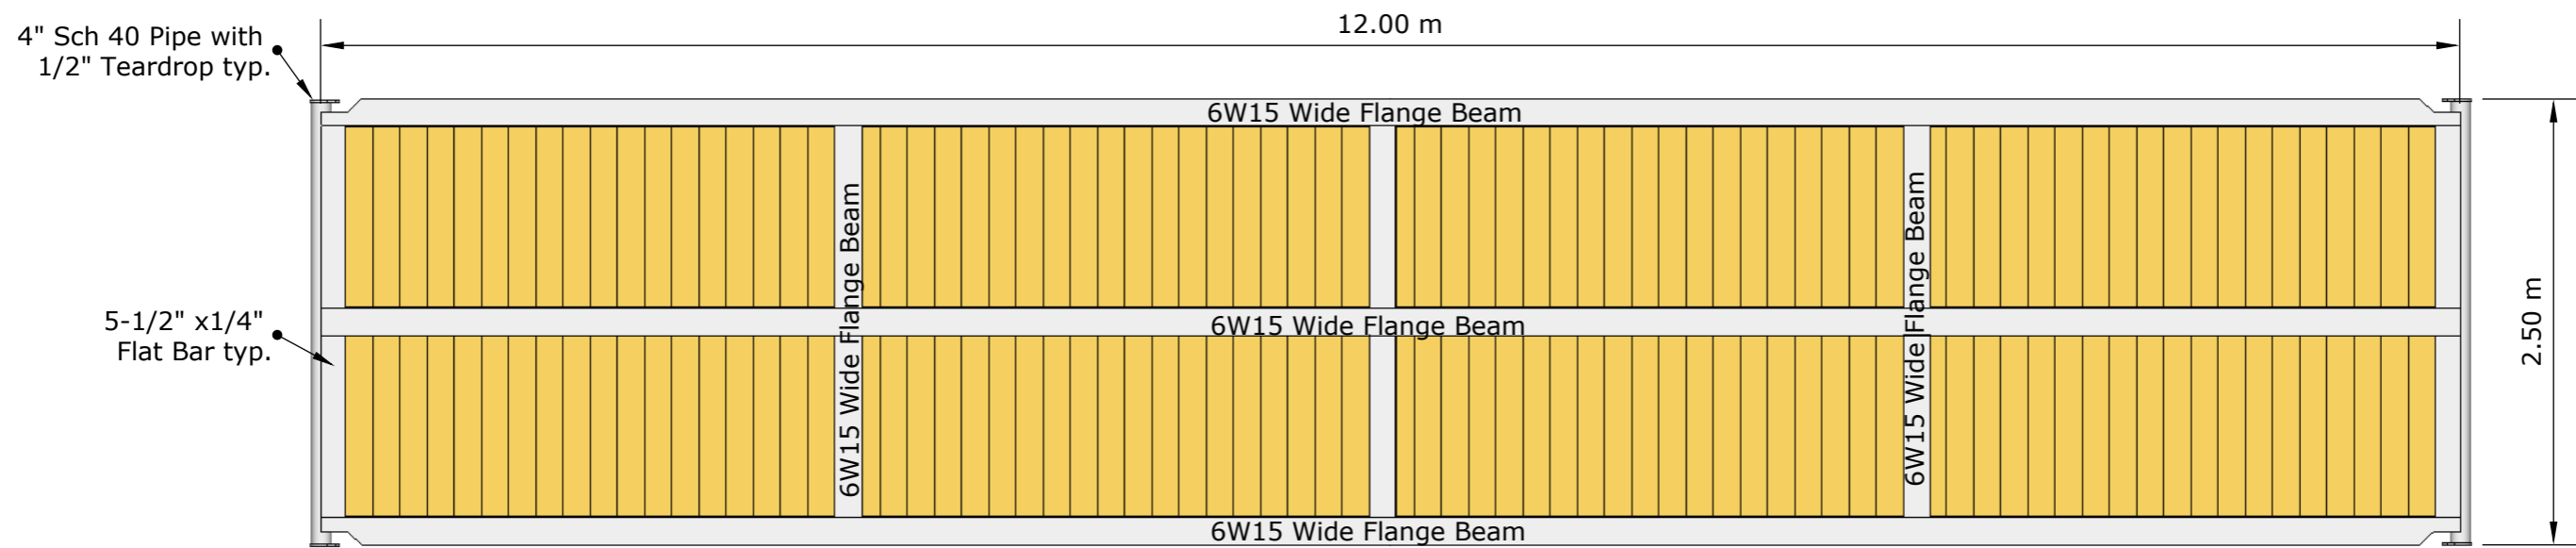 12.00 m
4" Sch 40 Pipe with
1/2" Teardrop typ.
6W15 Wide Flange Beam
6W15 Wide Flange Beam
6W15 Wide Flange Beam
5-1/2" x1/4"
Flat Bar typ.
6W15 Wide Flange Beam
2.50 m
6W15 Wide Flange Beam